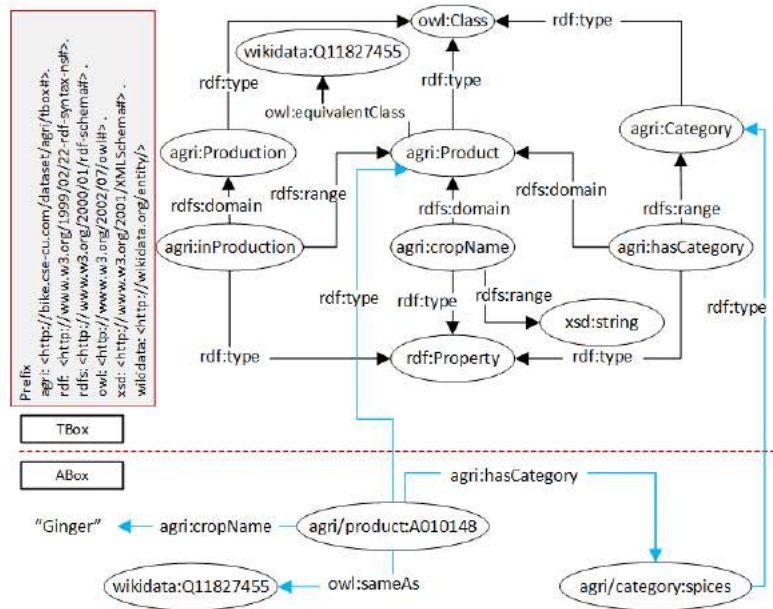 owl:Class
rdf:type
rdf:type
wikidata:Q11827455
rdf:type
rdf:type
owl:equivalentClass
agri:Category
agri:Production
agri:Product
rdfs:range
rdfs:domain
rdfs:domain
rdfs:domain
rdfs:range
agri:inProduction
agri:cropName
agri:hasCategory
rdf:type
rdf:type
rdfs:range
xsd:string
rdf:type
rdf:type
rdf:Property
rdf:type
Prefix
agri: <http://bike.cse-cu.com/dataset/agri/tbox#>.
rdf: <http://www.w3.org/1999/02/22-rdf-syntax-ns#> .
rdfs: <http://www.w3.org/2000/01/rdf-schema#> .
owl: <http://www.w3.org/2002/07/owl#> .
xsd: <http://www.w3.org/2001/XMLSchema#> .
wikidata: <http://wikidata.org/entity/>
TBox
ABox
agri:hasCategory
"Ginger"
agri:cropName
agri/product:A010148
wikidata:Q11827455
owl:sameAs
agri/category:spices